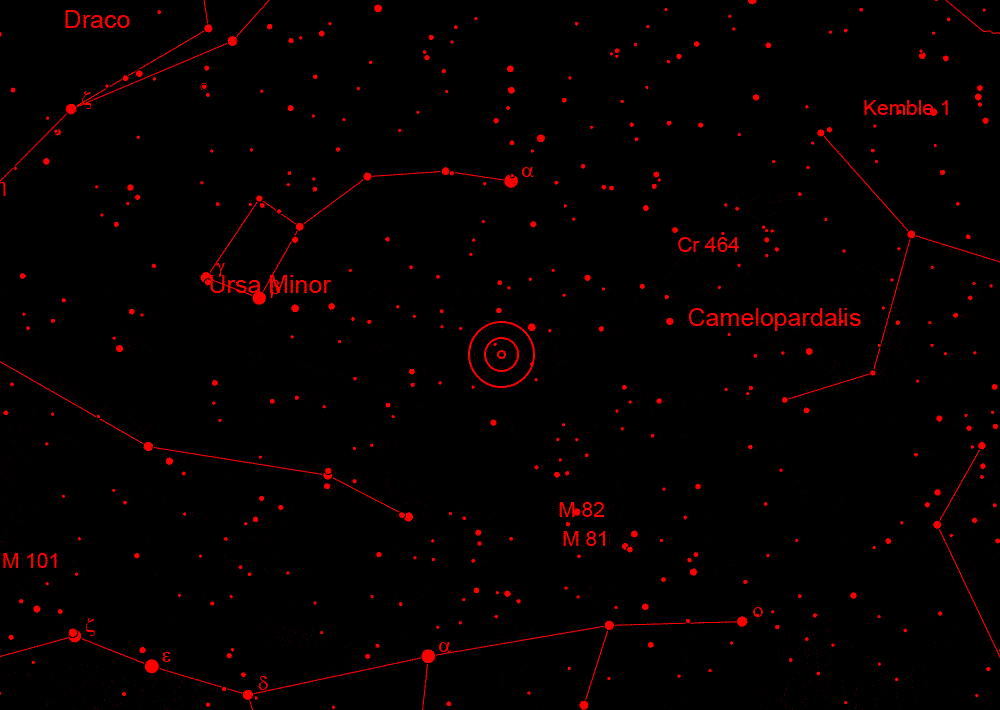 Draco
ξ
Kemble 1
η
α
Cr 464
γ
Ursa Minor
β
Camelopardalis
M 82
M 81
M 101
ζ
ο
α
ε
δ